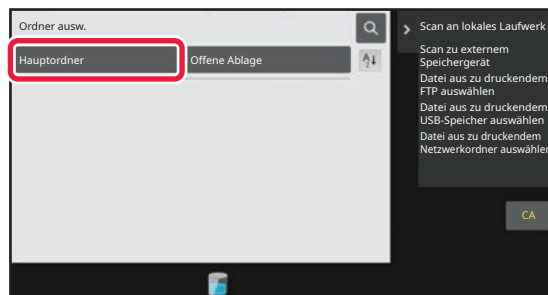 Ordner ausw.
Hauptordner
Offene Ablage
Scan an lokales Laufwerk
Scan zu externem
Speichergerät
Datei aus zu druckendem
FTP auswählen
Datei aus zu druckendem
USB-Speicher auswählen
Datei aus zu druckendem
Netzwerkordner auswählen
CA